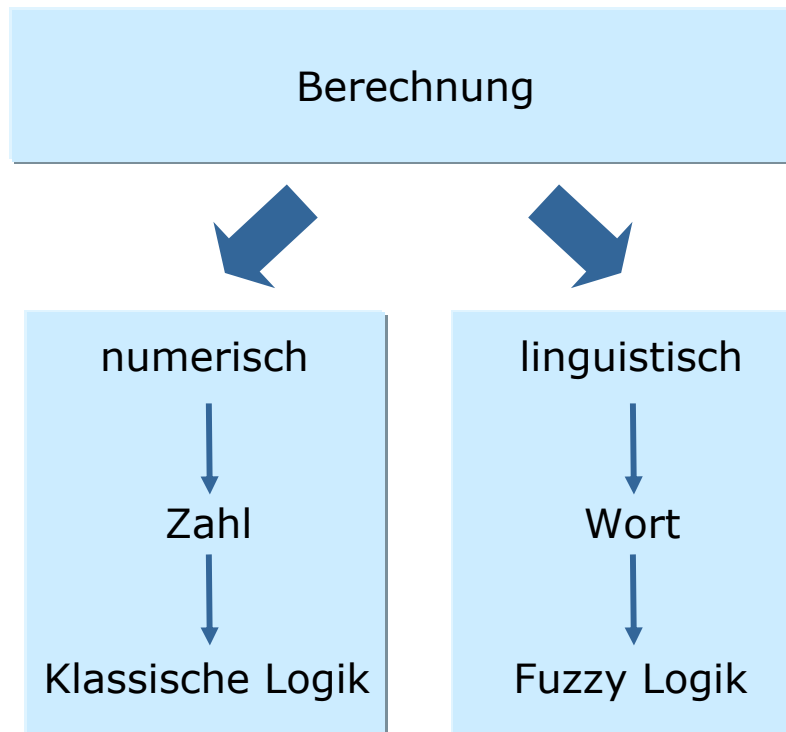 Berechnung
numerisch
Zahl
Klassische Logik
linguistisch
Wort
Fuzzy Logik